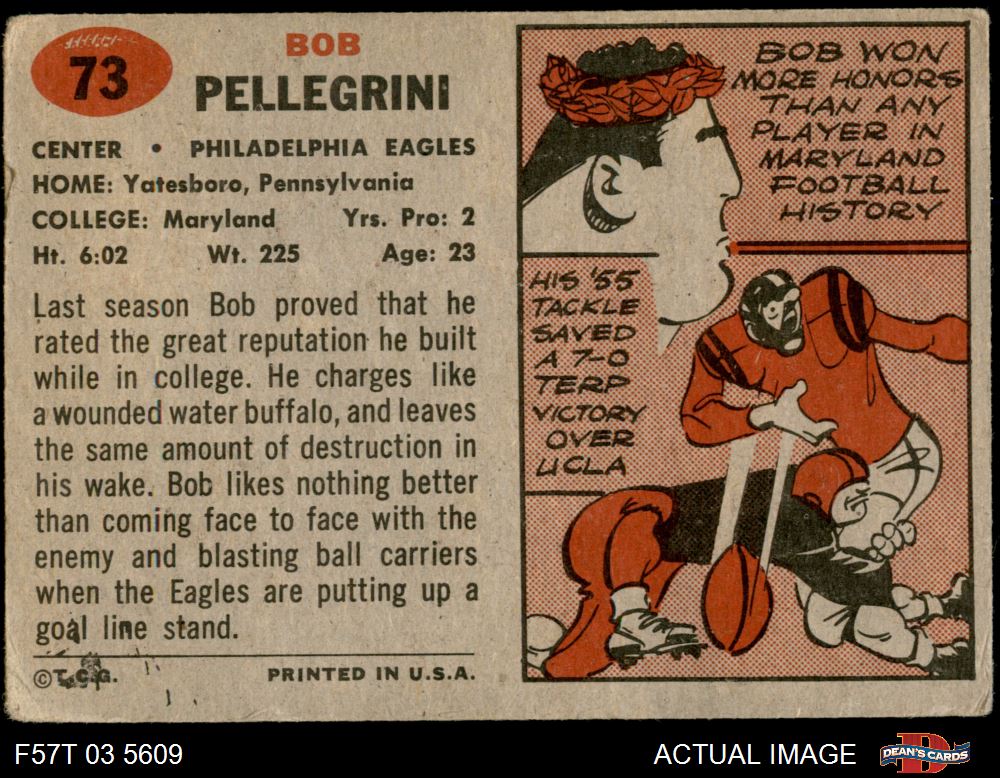 73
BOB
PELLEGRINI
CENTER • PHILADELPHIA EAGLES
HOME: Yatesboro, Pennsylvania
COLLEGE: Maryland Yrs. Pro: 2
Ht. 6:02 Wt. 225 Age: 23
Last season Bob proved that he
rated the great reputation he built
while in college. He charges like
a wounded water buffalo, and leaves
the same amount of destruction in
his wake. Bob likes nothing better
than coming face to face with the
enemy and blasting ball carriers
when the Eagles are putting up a
goal line stand.
©T.C.G. PRINTED IN U.S.A.
BOB WON
MORE HONORS
THAN ANY
PLAYER IN
MARYLAND
FOOTBALL
HISTORY
HIS '55
TACKLE
SAVED
A 7-0
TERP
VICTORY
OVER
UCLA
F57T 03 5609
ACTUAL IMAGE
DEAN'S CARDS